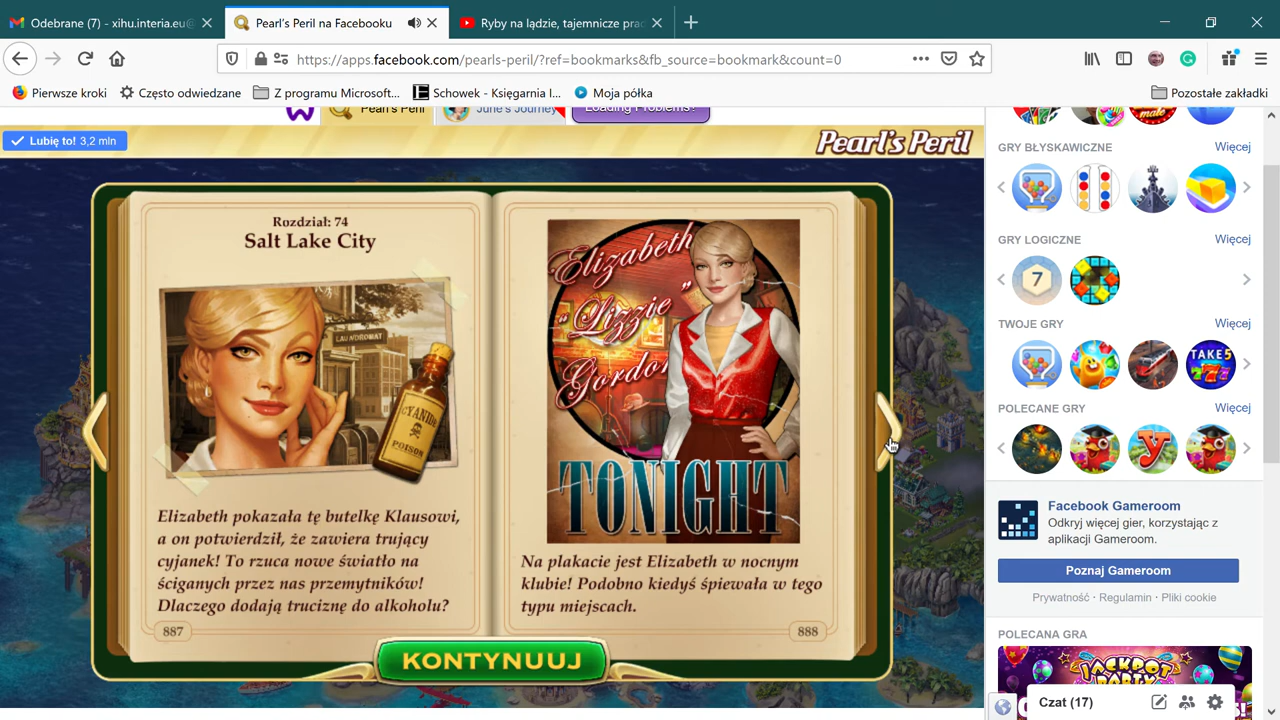 Odebrane (7) - xihu.interia.eu@
Pearl's Peril na Facebooku
Ryby na lądzie, tajemnicze prac
https://apps.facebook.com/pearls-peril/?ref=bookmarks&fb_source=bookmark&count=0
Pierwsze kroki
Często odwiedzane
Z programu Microsoft...
Schowek - Księgarnia I...
Moja półka
Pozostałe zakładki
Pearl's Peril
June's Journey
Loading Problems?
Lubię to! 3,2 mln
Pearl's Peril
Rozdział: 74
Salt Lake City
LAUNDROMAT
CYANIDE
POISON
Elizabeth pokazała tę butelkę Klausowi,
a on potwierdził, że zawiera trujący
cyjanek! To rzuca nowe światło na
ściganych przez nas przemytników!
Dlaczego dodają truciznę do alkoholu?
887
Elizabeth
"Lizzie"
Gordon
TONIGHT
Na plakacie jest Elizabeth w nocnym
klubie! Podobno kiedyś śpiewała w tego
typu miejscach.
888
KONTYNUUJ
GRY BŁYSKAWICZNE
Więcej
GRY LOGICZNE
Więcej
7
TWOJE GRY
Więcej
TAKE5
777
POLECANE GRY
Więcej
Y
Facebook Gameroom
Odkryj więcej gier, korzystając z
aplikacji Gameroom.
Poznaj Gameroom
Prywatność · Regulamin · Pliki cookie
POLECANA GRA
JACKPOT
PARTY
Czat (17)